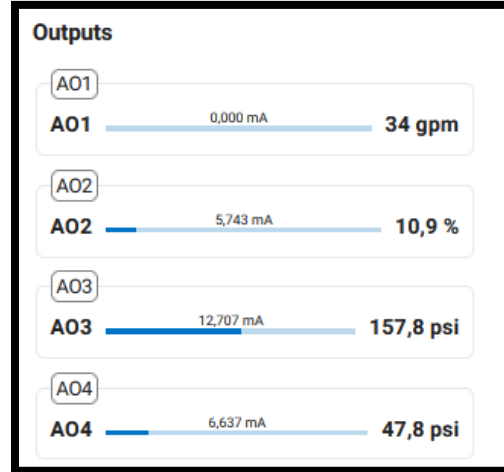 Outputs
AO1
0,000 mA
AO1 34 gpm
AO2
5,743 mA
AO2 10,9 %
AO3
12,707 mA
AO3 157,8 psi
AO4
6,637 mA
AO4 47,8 psi